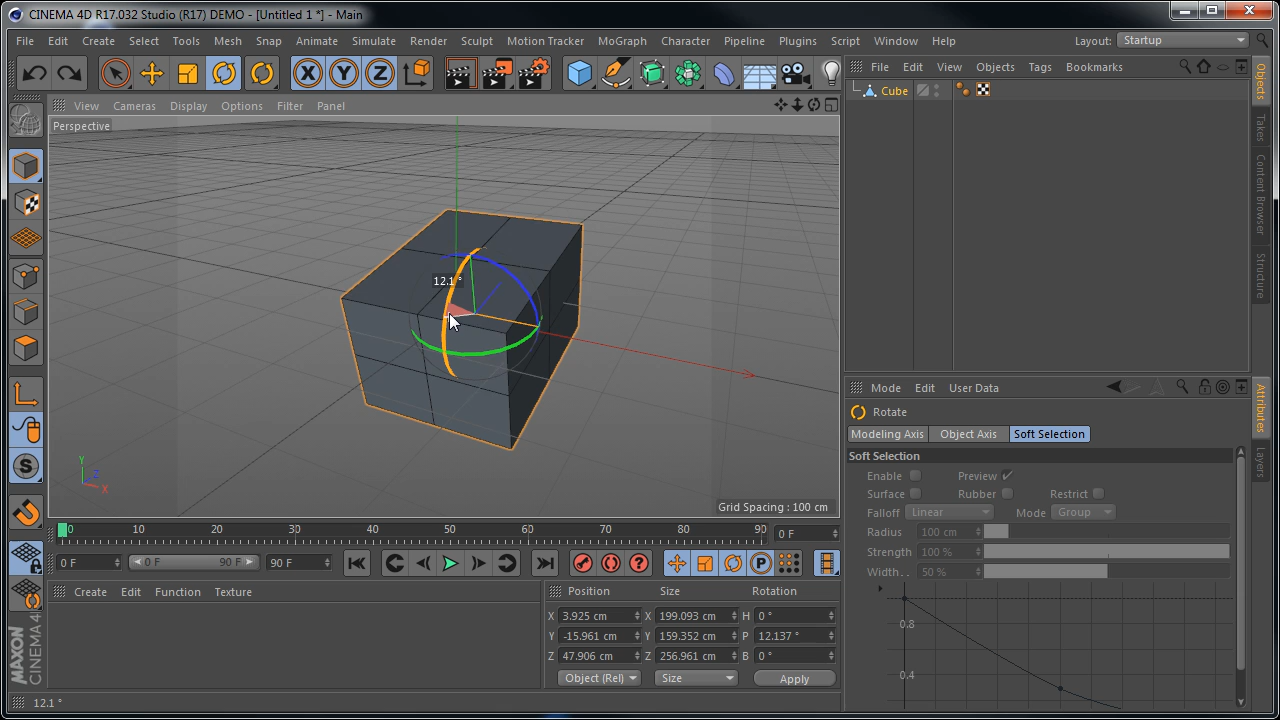 CINEMA 4D R17.032 Studio (R17) DEMO - [Untitled 1 *] - Main
File Edit Create Select Tools Mesh Snap Animate Simulate Render Sculpt Motion Tracker MoGraph Character Pipeline Plugins Script Window Help Layout: Startup
X Y Z
File Edit View Objects Tags Bookmarks
Cube
View Cameras Display Options Filter Panel
Perspective
12.1 °
Y
Z
X
Grid Spacing : 100 cm
Objects
Takes
Content Browser
Structure
Mode Edit User Data
Rotate
Modeling Axis Object Axis Soft Selection
Soft Selection
Enable Preview
Surface Rubber Restrict
Falloff Linear Mode Group
Radius 100 cm
Strength 100 %
Width . . 50 %
0.8
0.4
Attributes
Layers
0 10 20 30 40 50 60 70 80 90 0 F
0 F 0 F 90 F 90 F
P
S
Create Edit Function Texture
Position Size Rotation
X 3.925 cm X 199.093 cm H 0 °
Y -15.961 cm Y 159.352 cm P 12.137 °
Z 47.906 cm Z 256.961 cm B 0 °
Object (Rel) Size Apply
MAXON
CINEMA 4D
12.1 °